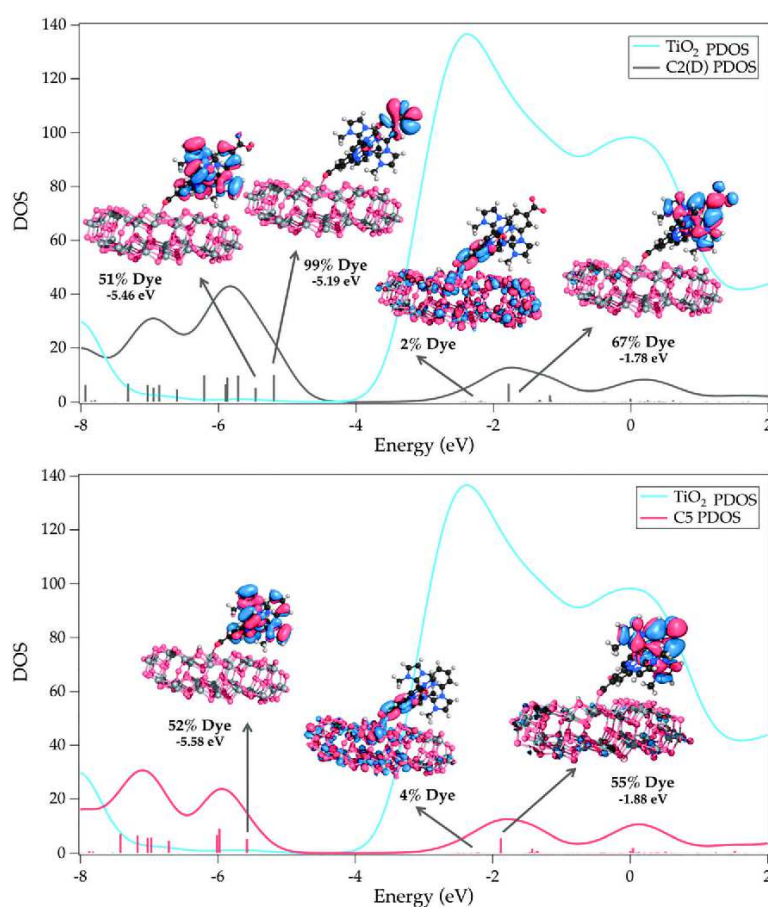 140
120
100
80
60
40
20
0
DOS
TiO2 PDOS
C2(D) PDOS
51% Dye
-5.46 eV
99% Dye
-5.19 eV
2% Dye
67% Dye
-1.78 eV
-8
-6
-4
-2
0
2
Energy (eV)
140
120
100
80
60
40
20
0
DOS
TiO2 PDOS
C5 PDOS
52% Dye
-5.58 eV
4% Dye
55% Dye
-1.88 eV
-8
-6
-4
-2
0
2
Energy (eV)